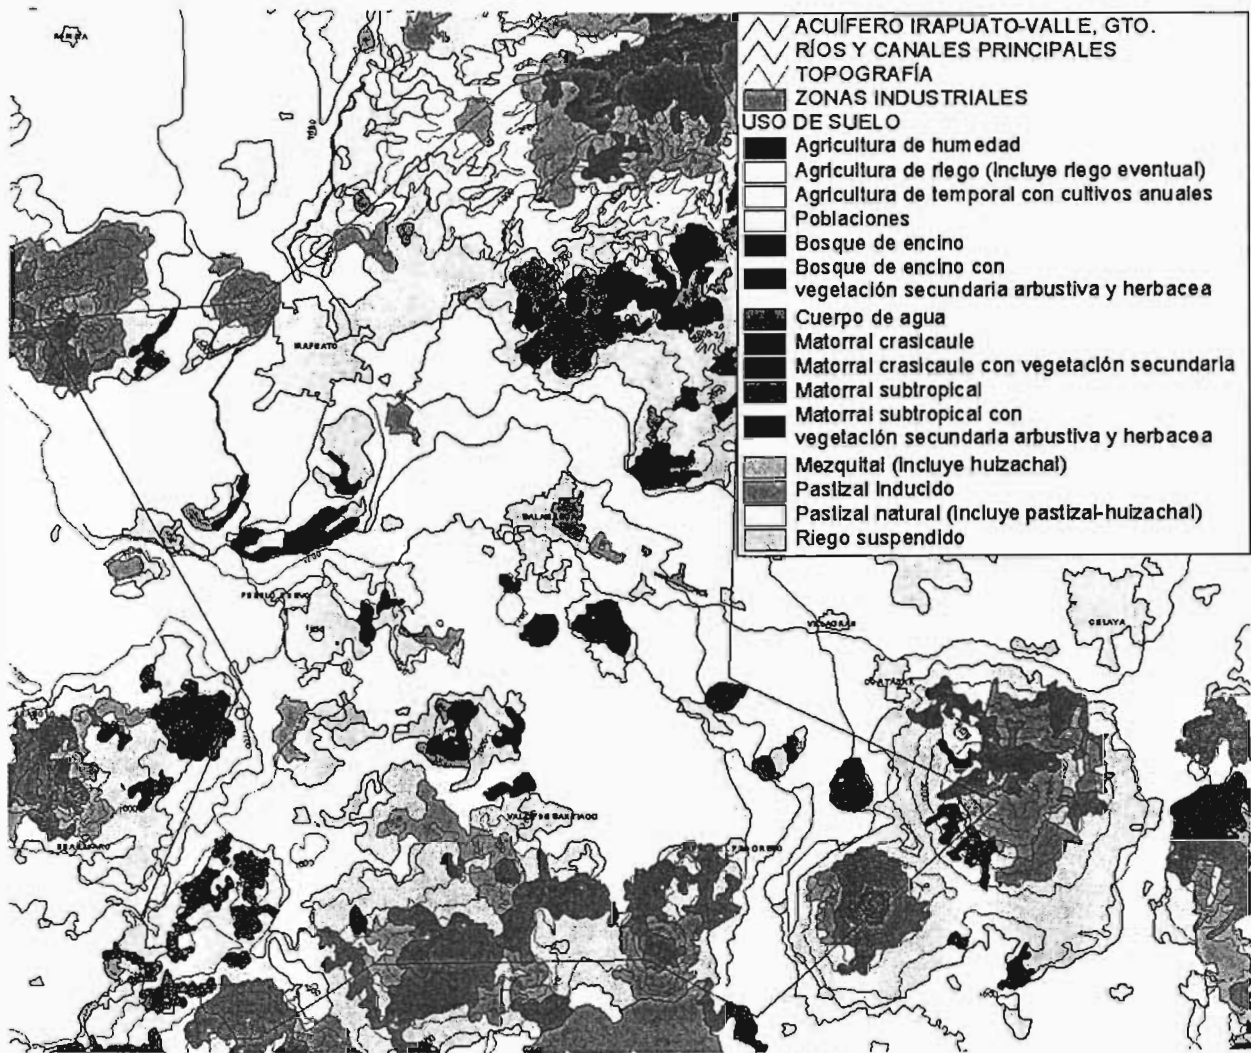 ACUÍFERO IRAPUATO-VALLE, GTO.
RÍOS Y CANALES PRINCIPALES
TOPOGRAFÍA
ZONAS INDUSTRIALES
USO DE SUELO
Agricultura de humedad
Agricultura de riego (Incluye riego eventual)
Agricultura de temporal con cultivos anuales
Poblaciones
Bosque de encino
Bosque de encino con
vegetación secundaria arbustiva y herbacea
Cuerpo de agua
Matorral crasicaule
Matorral crasicaule con vegetación secundaria
Matorral subtropical
Matorral subtropical con
vegetación secundaria arbustiva y herbacea
Mezquital (Incluye huizachal)
Pastizal Inducido
Pastizal natural (Incluye pastizal-huizachal)
Riego suspendido
IRAPUATO
PUEBLO NUEVO
VILLAGRAN
CELAYA
CORTAZAR
VALLE DE SANTIAGO